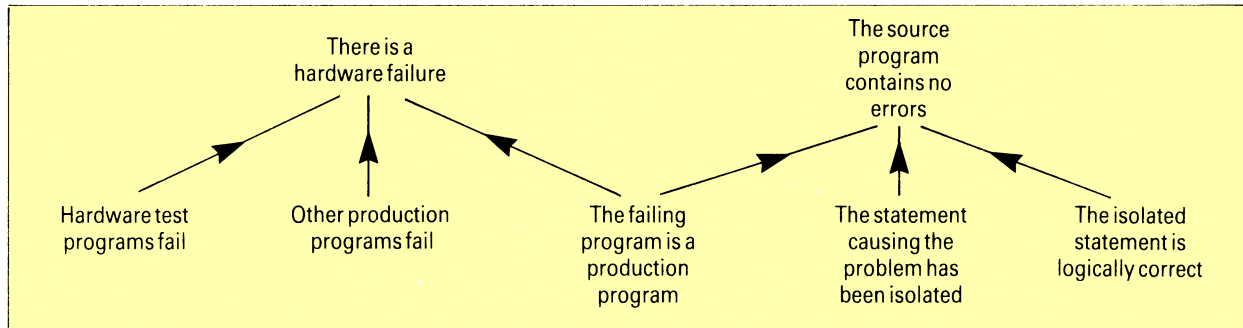 There is a
hardware failure
The source
program
contains no
errors
Hardware test
programs fail
Other production
programs fail
The failing
program is a
production
program
The statement
causing the
problem has
been isolated
The isolated
statement is
logically correct